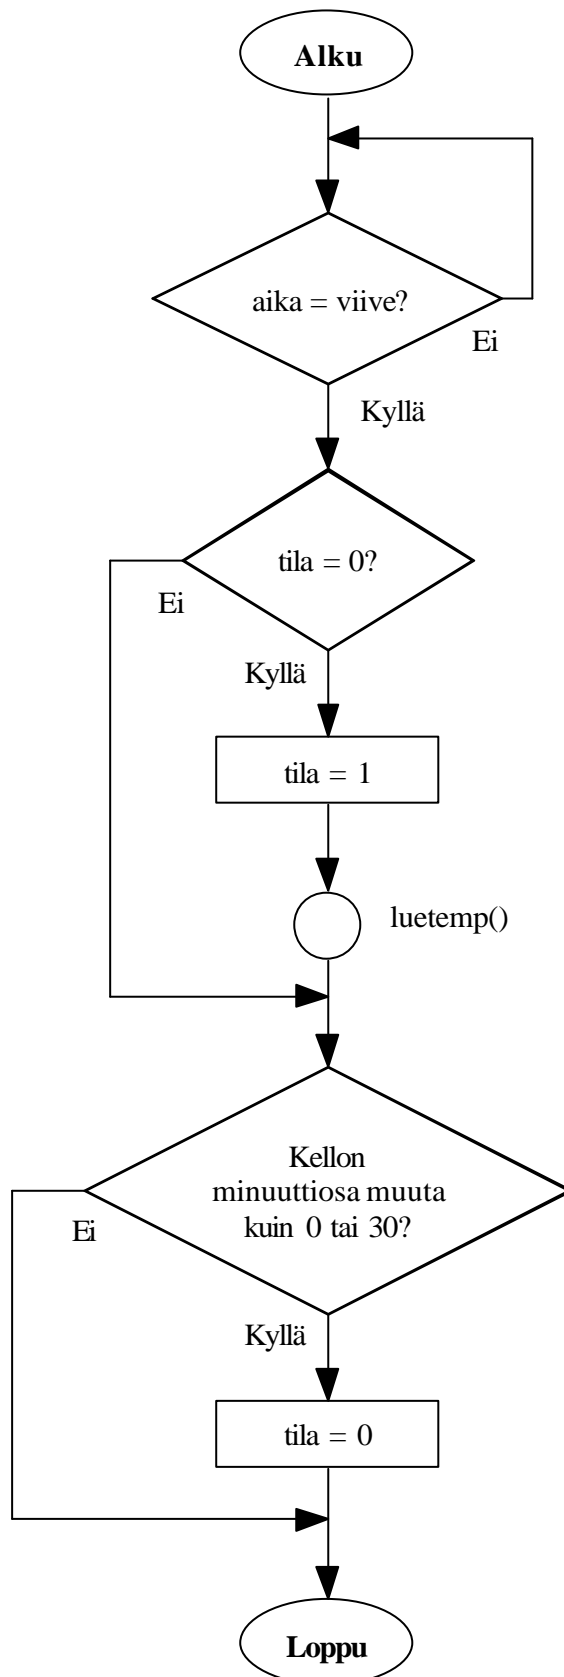 Alku
aika = viive?
Ei
Kyllä
tila = 0?
Ei
Kyllä
tila = 1
luetemp()
Kellon
minuuttiosa muuta
kuin 0 tai 30?
Ei
Kyllä
tila = 0
Loppu